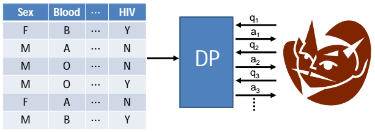 Sex Blood ⋯ HIV
F B ⋯ Y
M A ⋯ N
M O ⋯ N
M O ⋯ Y
F A ⋯ N
M B ⋯ Y
DP
q1
a1
q2
a2
q3
a3
⋮